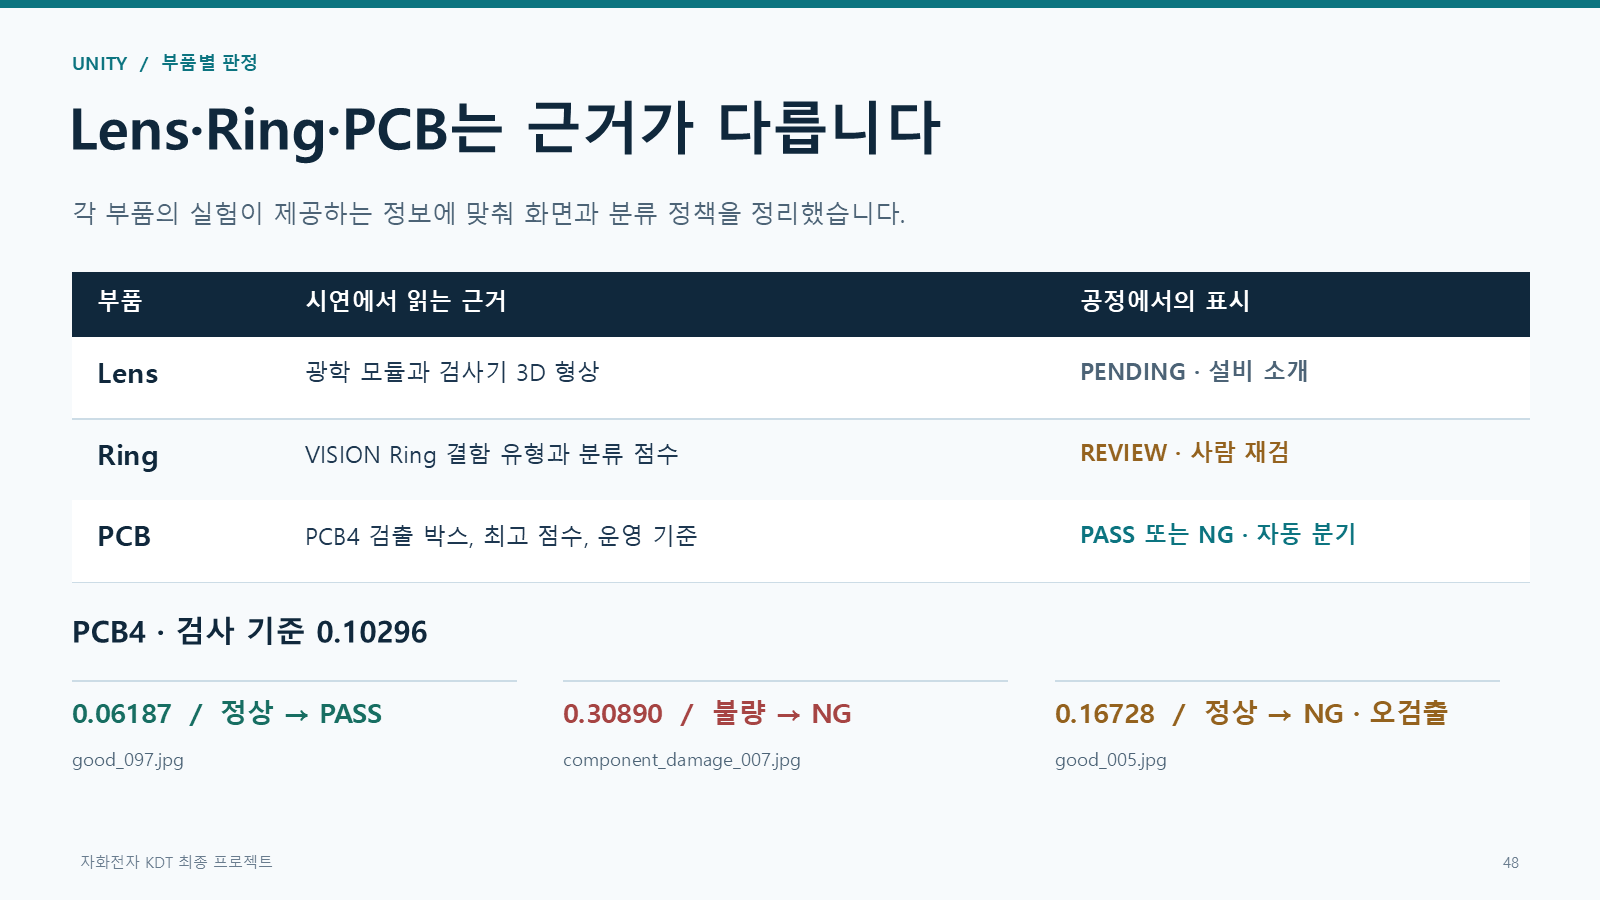 UNITY / 부품별 판정
Lens·Ring·PCB는 근거가 다릅니다
각 부품의 실험이 제공하는 정보에 맞춰 화면과 분류 정책을 정리했습니다.
부품 시연에서 읽는 근거 공정에서의 표시
Lens 광학 모듈과 검사기 3D 형상 PENDING · 설비 소개
Ring VISION Ring 결함 유형과 분류 점수 REVIEW · 사람 재검
PCB PCB4 검출 박스, 최고 점수, 운영 기준 PASS 또는 NG · 자동 분기
PCB4 · 검사 기준 0.10296
0.06187 / 정상 → PASS 0.30890 / 불량 → NG 0.16728 / 정상 → NG · 오검출
good_097.jpg component_damage_007.jpg good_005.jpg
자화전자 KDT 최종 프로젝트 48